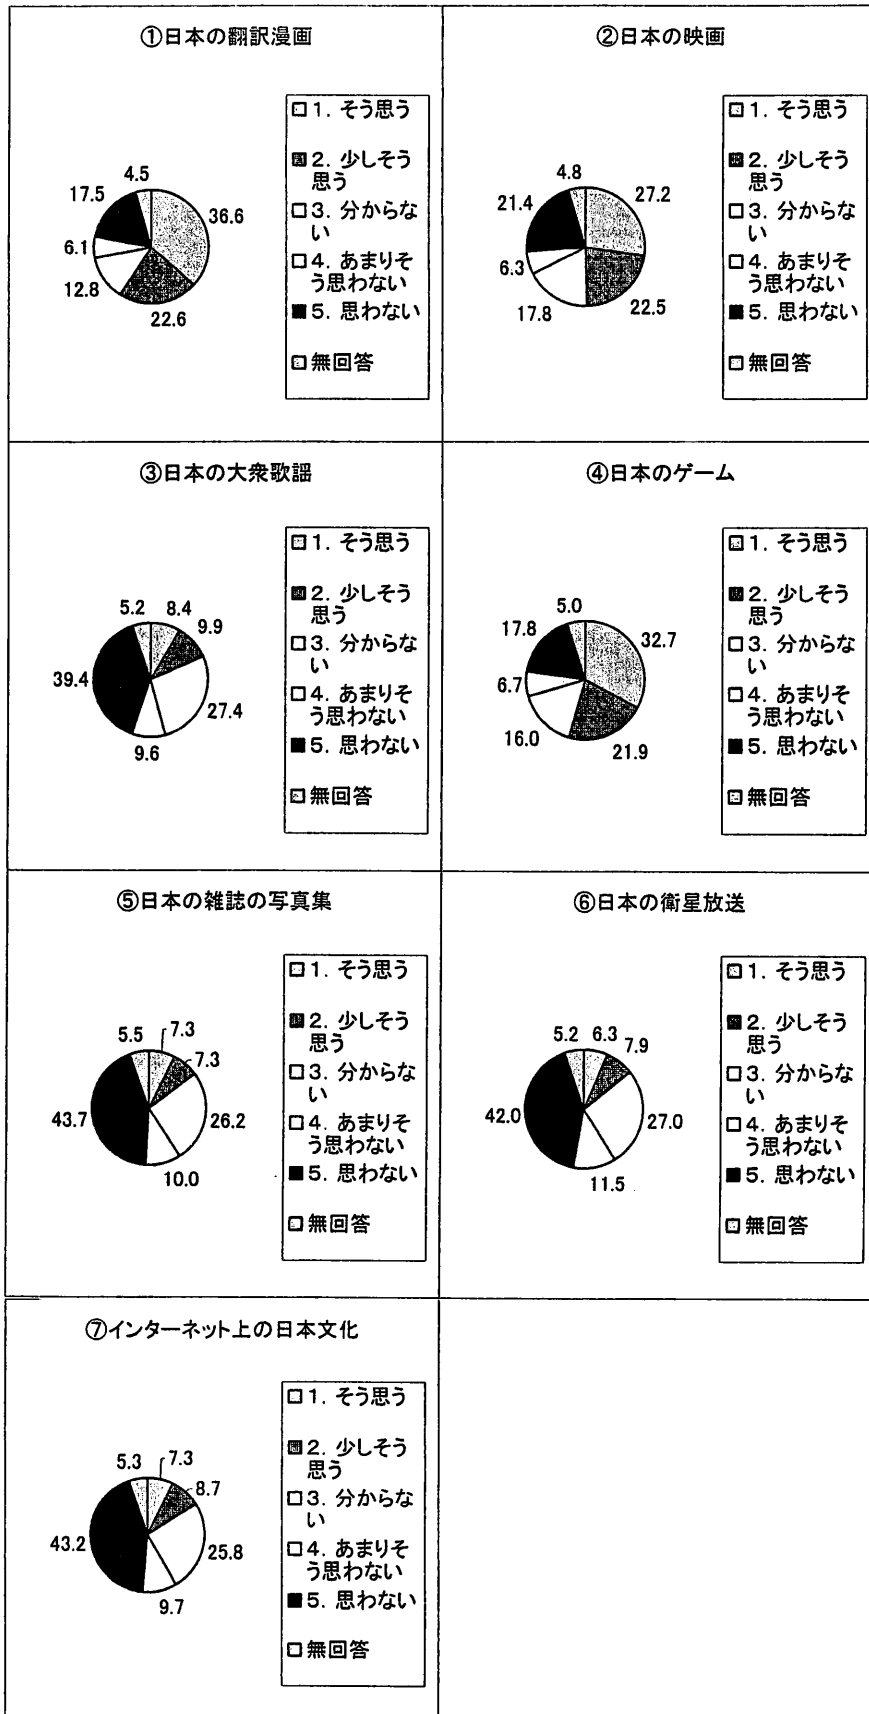 ①日本の翻訳漫画
4.5
17.5
36.6
6.1
12.8
22.6
□1. そう思う
■2. 少しそう
思う
□3. 分からな
い
□4. あまりそ
う思わない
■5. 思わない
□無回答
②日本の映画
4.8
27.2
21.4
6.3
17.8
22.5
□1. そう思う
■2. 少しそう
思う
□3. 分からな
い
□4. あまりそ
う思わない
■5. 思わない
□無回答
③日本の大衆歌謡
5.2
8.4
9.9
39.4
27.4
9.6
□1. そう思う
■2. 少しそう
思う
□3. 分からな
い
□4. あまりそ
う思わない
■5. 思わない
□無回答
④日本のゲーム
5.0
17.8
32.7
6.7
16.0
21.9
□1. そう思う
■2. 少しそう
思う
□3. 分からな
い
□4. あまりそ
う思わない
■5. 思わない
□無回答
⑤日本の雑誌の写真集
5.5
7.3
7.3
43.7
26.2
10.0
□1. そう思う
■2. 少しそう
思う
□3. 分からな
い
□4. あまりそ
う思わない
■5. 思わない
□無回答
⑥日本の衛星放送
5.2
6.3
7.9
42.0
27.0
11.5
□1. そう思う
■2. 少しそう
思う
□3. 分からな
い
□4. あまりそ
う思わない
■5. 思わない
□無回答
⑦インターネット上の日本文化
5.3
7.3
8.7
43.2
25.8
9.7
□1. そう思う
■2. 少しそう
思う
□3. 分からな
い
□4. あまりそ
う思わない
■5. 思わない
□無回答